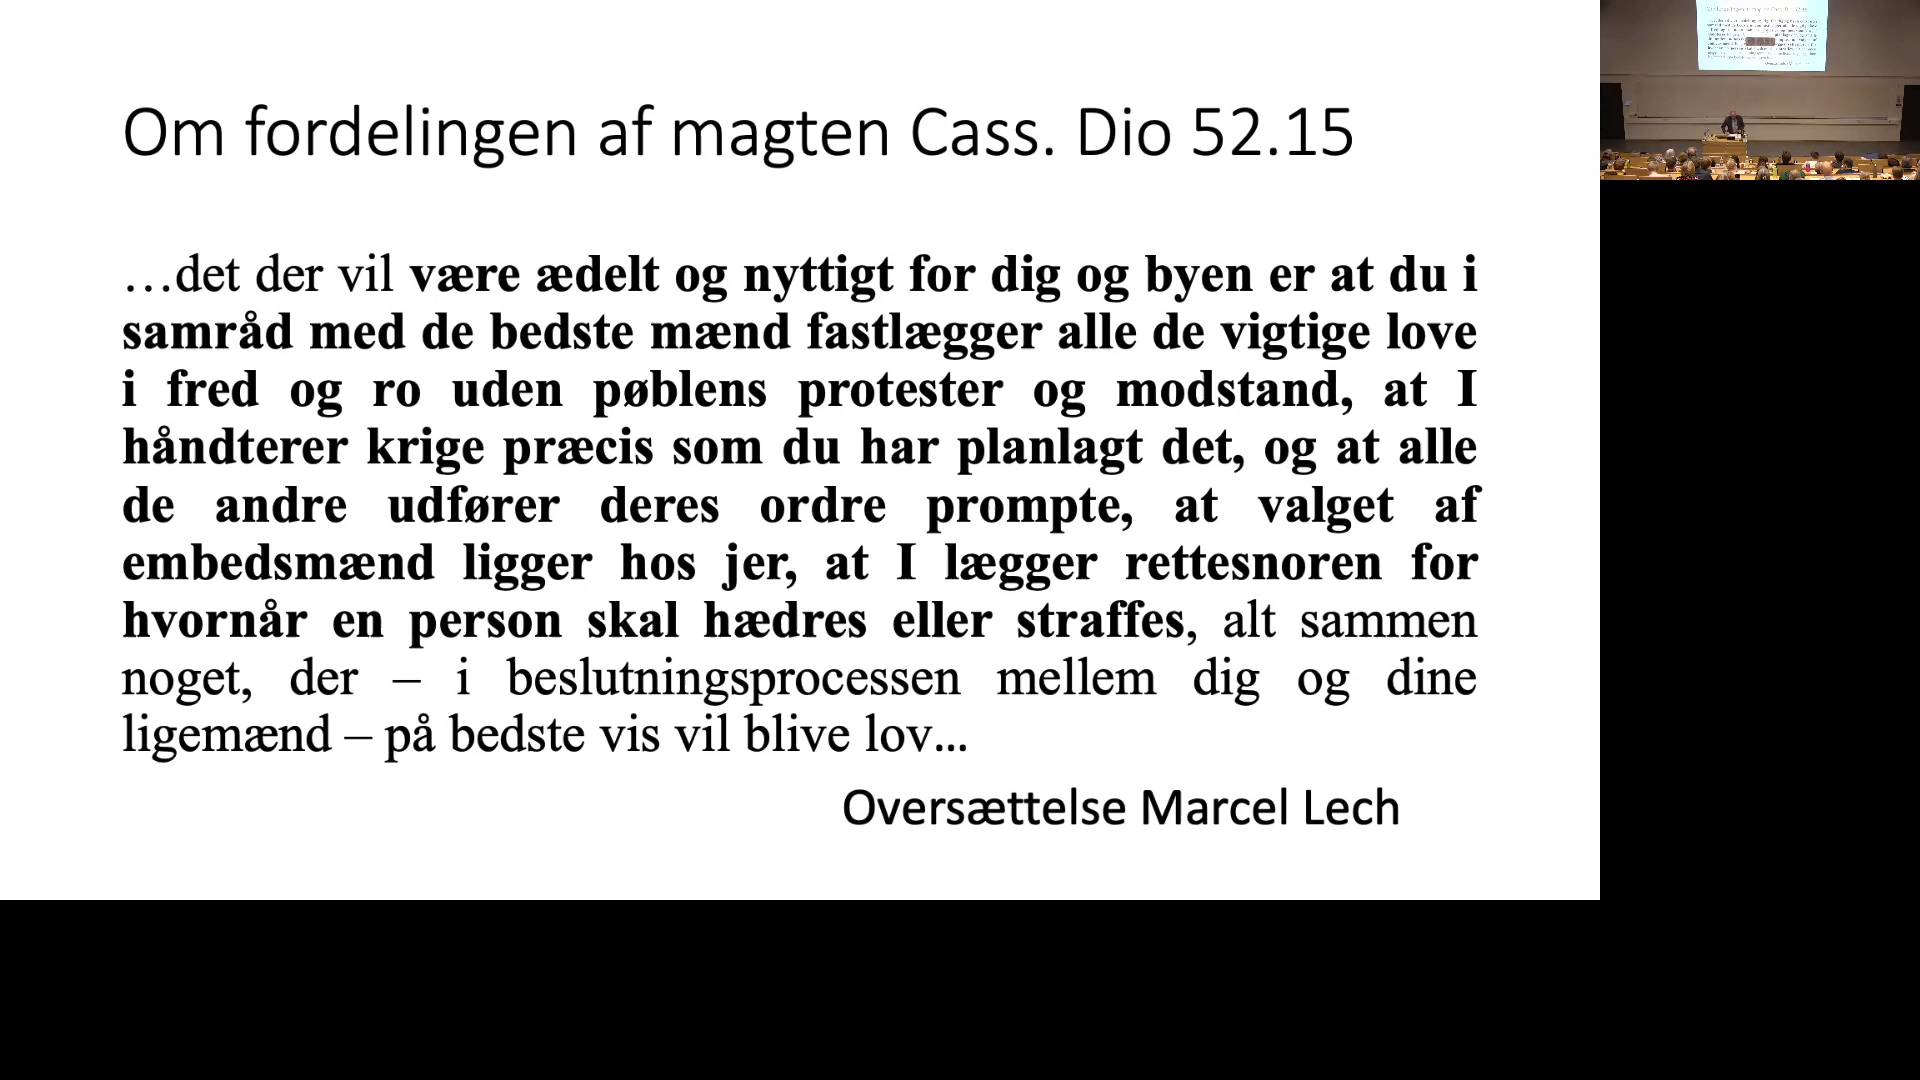 Om fordelingen af magten Cass. Dio 52.15
…det der vil være ædelt og nyttigt for dig og byen er at du i
samråd med de bedste mænd fastlægger alle de vigtige love
i fred og ro uden pøblens protester og modstand, at I
håndterer krige præcis som du har planlagt det, og at alle
de andre udfører deres ordre prompte, at valget af
embedsmænd ligger hos jer, at I lægger rettesnoren for
hvornår en person skal hædres eller straffes, alt sammen
noget, der – i beslutningsprocessen mellem dig og dine
ligemænd – på bedste vis vil blive lov...
Oversættelse Marcel Lech